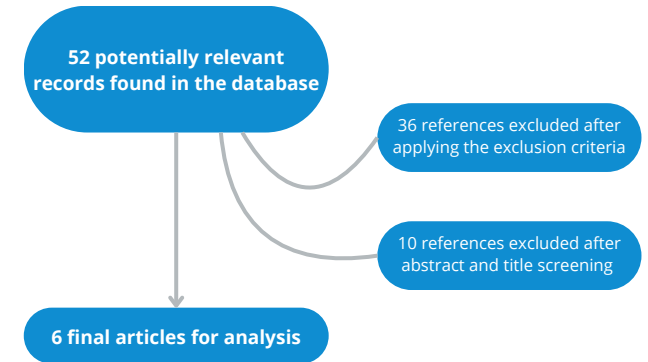 52 potentially relevant
records found in the database
36 references excluded after
applying the exclusion criteria
10 references excluded after
abstract and title screening
6 final articles for analysis